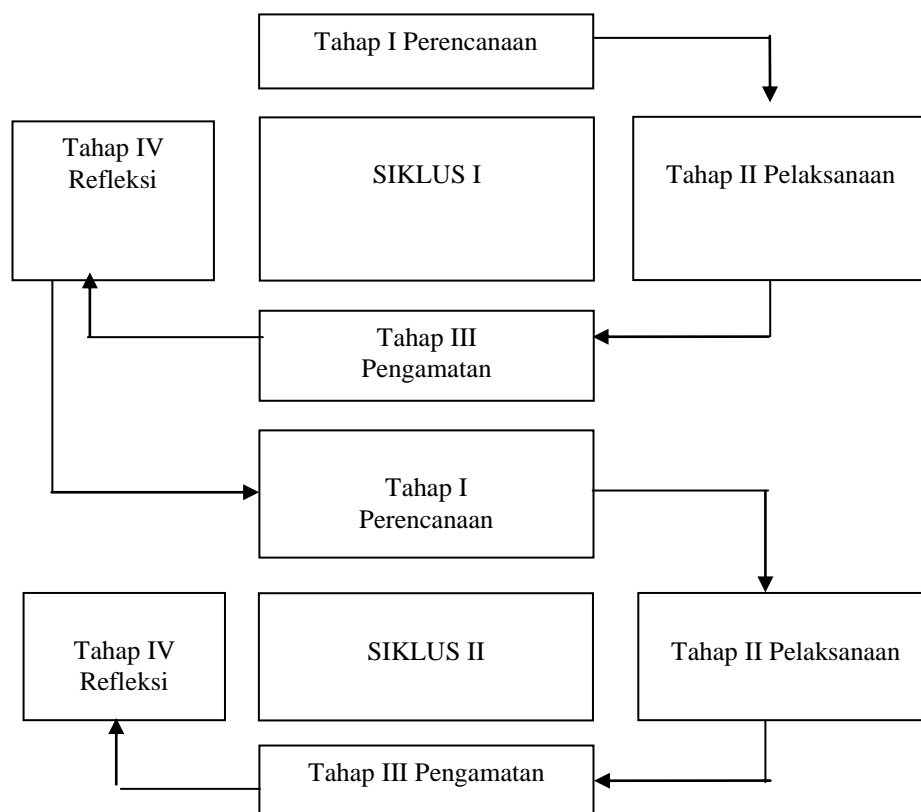 Tahap I Perencanaan
Tahap IV
Refleksi
SIKLUS I
Tahap II Pelaksanaan
Tahap III
Pengamatan
Tahap I
Perencanaan
Tahap IV
Refleksi
SIKLUS II
Tahap II Pelaksanaan
Tahap III Pengamatan